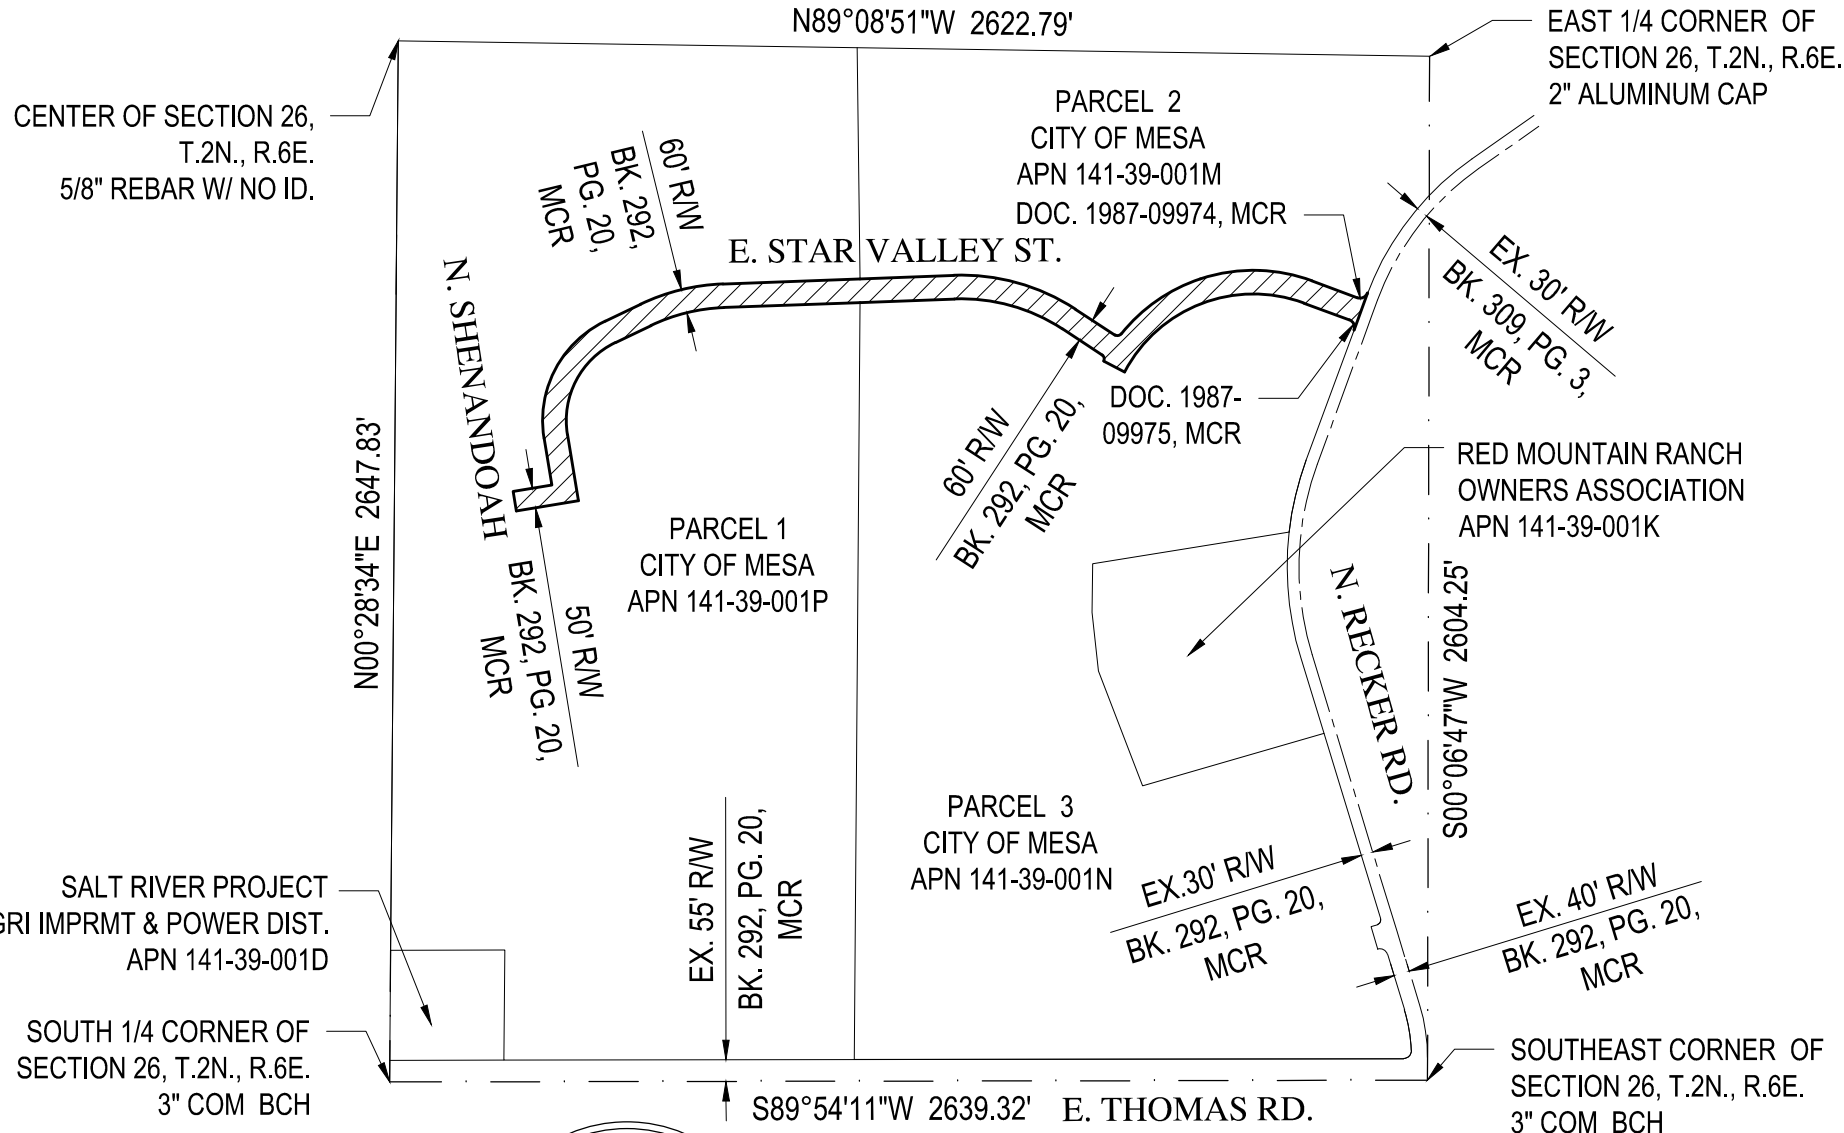 N89°08'51"W 2622.79'
EAST 1/4 CORNER OF
SECTION 26, T.2N., R.6E.
2" ALUMINUM CAP
CENTER OF SECTION 26,
T.2N., R.6E.
5/8" REBAR W/ NO ID.
PARCEL 2
CITY OF MESA
APN 141-39-001M
DOC. 1987-09974, MCR
60' R/W
BK. 292,
PG. 20,
MCR
E. STAR VALLEY ST.
N. SHENANDOAH
EX. 30' R/W
BK. 309, PG. 3,
MCR
DOC. 1987-
09975, MCR
60' R/W
BK. 292, PG. 20,
MCR
RED MOUNTAIN RANCH
OWNERS ASSOCIATION
APN 141-39-001K
N00°28'34"E 2647.83'
PARCEL 1
CITY OF MESA
APN 141-39-001P
50' R/W
BK. 292, PG. 20,
MCR
N. RECKER RD.
S00°06'47"W 2604.25'
PARCEL 3
CITY OF MESA
APN 141-39-001N
EX. 55' R/W
BK. 292, PG. 20,
MCR
EX.30' R/W
BK. 292, PG. 20,
MCR
EX. 40' R/W
BK. 292, PG. 20,
MCR
SALT RIVER PROJECT
GRI IMPRMT & POWER DIST.
APN 141-39-001D
SOUTH 1/4 CORNER OF
SECTION 26, T.2N., R.6E.
3" COM BCH
S89°54'11"W 2639.32'
E. THOMAS RD.
SOUTHEAST CORNER OF
SECTION 26, T.2N., R.6E.
3" COM BCH